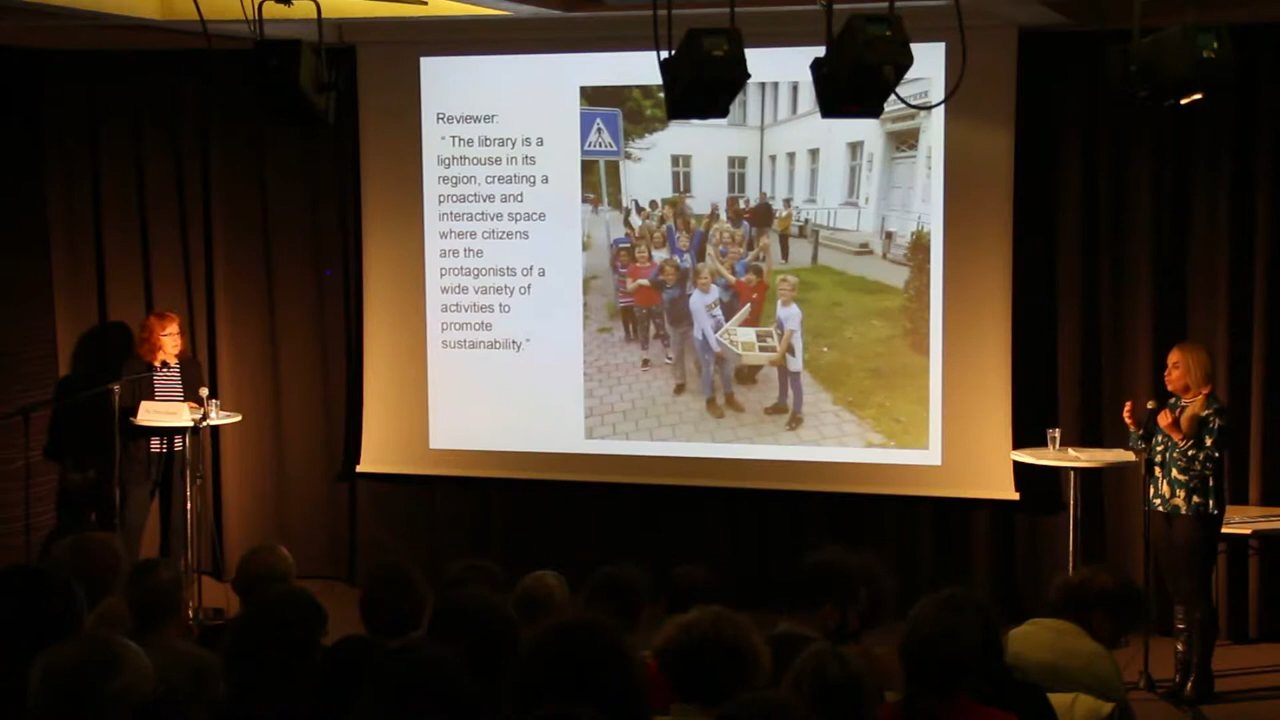 Reviewer:
“ The library is a
lighthouse in its
region, creating a
proactive and
interactive space
where citizens
are the
protagonists of a
wide variety of
activities to
promote
sustainability.”